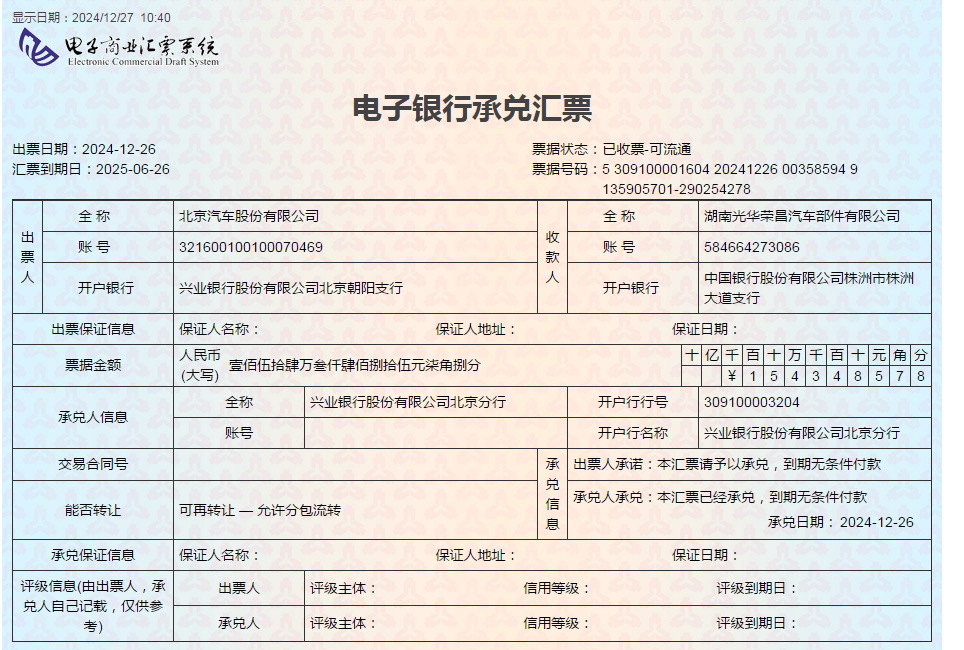 显示日期：2024/12/27 10:40
电子商业汇票系统
Electronic Commercial Draft System
电子银行承兑汇票
出票日期：2024-12-26
票据状态：已收票-可流通
汇票到期日：2025-06-26
票据号码：5 309100001604 20241226 00358594 9
135905701-290254278
出票人
全 称 北京汽车股份有限公司
账 号 321600100100070469
开户银行 兴业银行股份有限公司北京朝阳支行
收款人
全 称 湖南光华荣昌汽车部件有限公司
账 号 584664273086
开户银行 中国银行股份有限公司株洲市株洲
大道支行
出票保证信息 保证人名称： 保证人地址： 保证日期：
票据金额
人民币
(大写)
壹佰伍拾肆万叁仟肆佰捌拾伍元柒角捌分
十 亿 千 百 十 万 千 百 十 元 角 分
¥ 1 5 4 3 4 8 5 7 8
承兑人信息
全称 兴业银行股份有限公司北京分行 开户行行号 309100003204
账号 开户行名称 兴业银行股份有限公司北京分行
交易合同号
承兑信息
出票人承诺：本汇票请予以承兑，到期无条件付款
能否转让 可再转让 — 允许分包流转
承兑人承兑：本汇票已经承兑，到期无条件付款
承兑日期： 2024-12-26
承兑保证信息 保证人名称： 保证人地址： 保证日期：
评级信息(由出票人，承
兑人自己记载，仅供参
考)
出票人 评级主体： 信用等级： 评级到期日：
承兑人 评级主体： 信用等级： 评级到期日：